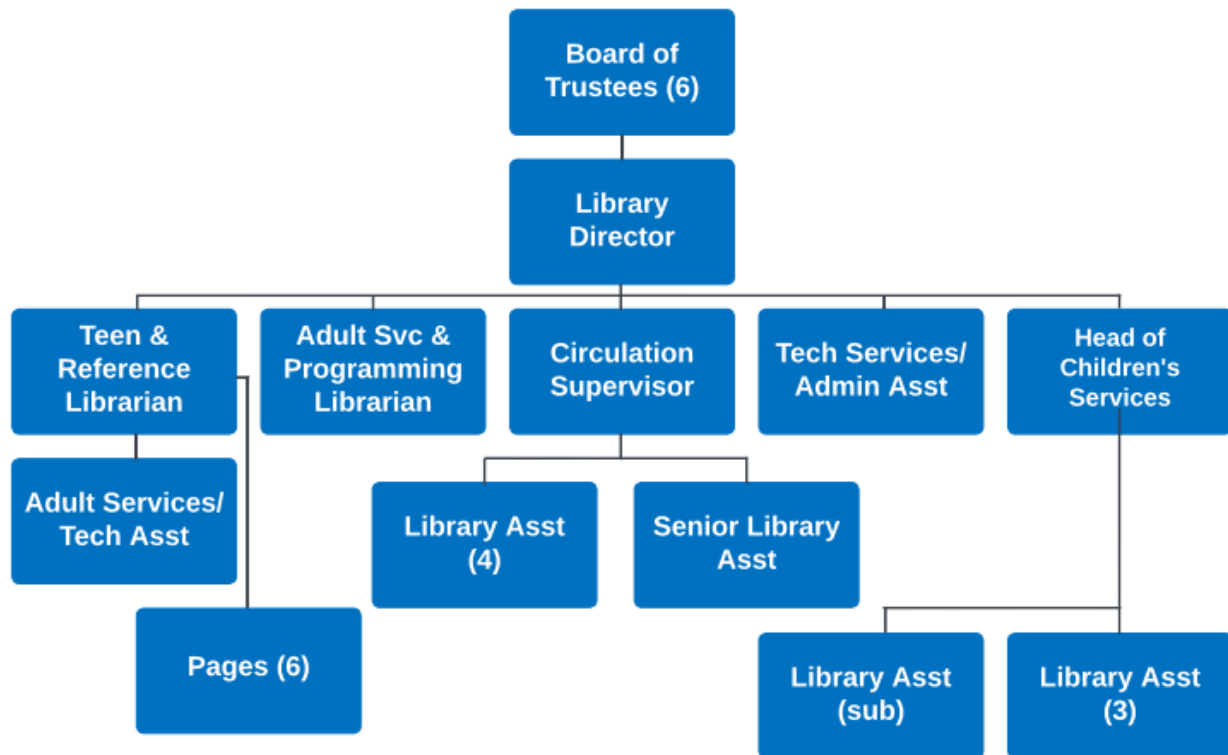 Board of
Trustees (6)
Library
Director
Teen &
Reference
Librarian
Adult Svc &
Programming
Librarian
Circulation
Supervisor
Tech Services/
Admin Asst
Head of
Children's
Services
Adult Services/
Tech Asst
Library Asst
(4)
Senior Library
Asst
Pages (6)
Library Asst
(sub)
Library Asst
(3)